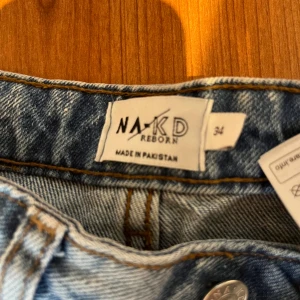 NA-KD
REBORN
MADE IN PAKISTAN
34